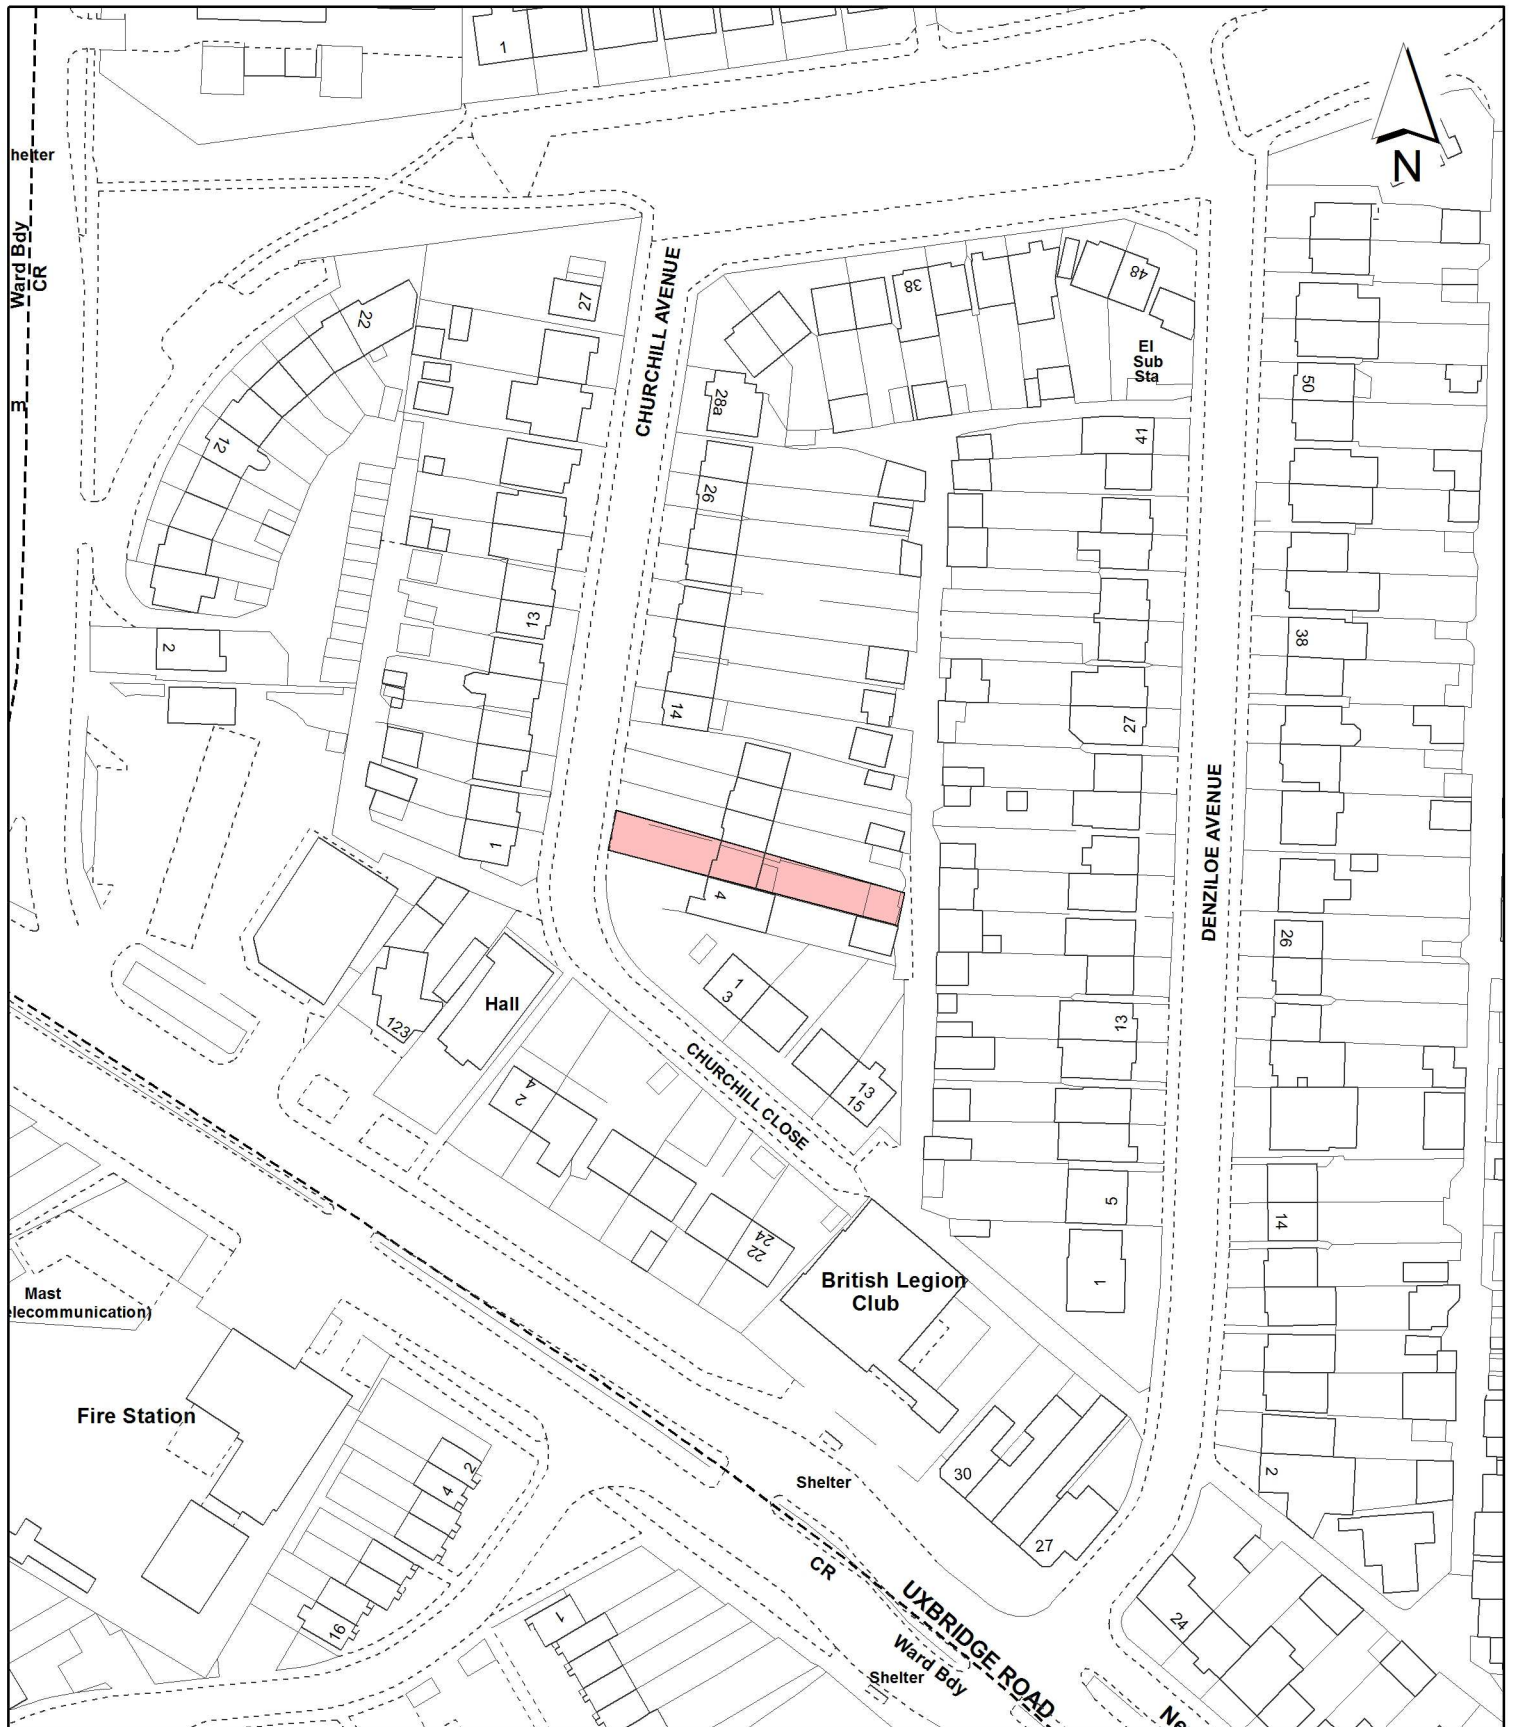 1
N
helter
Ward Bdy
CR
m
CHURCHILL AVENUE
27
22
38
48
El
Sub
Sta
50
28a
12
41
26
13
2
38
14
27
DENZILOE AVENUE
1
4
26
Hall
1
3
123
13
CHURCHILL CLOSE
13
15
2
4
5
14
24
22
British Legion
Club
1
Mast
elecommunication)
Fire Station
2
4
Shelter
30
2
27
CR
UXBRIDGE ROAD
Ward Bdy
Shelter
1
16
24
Ne